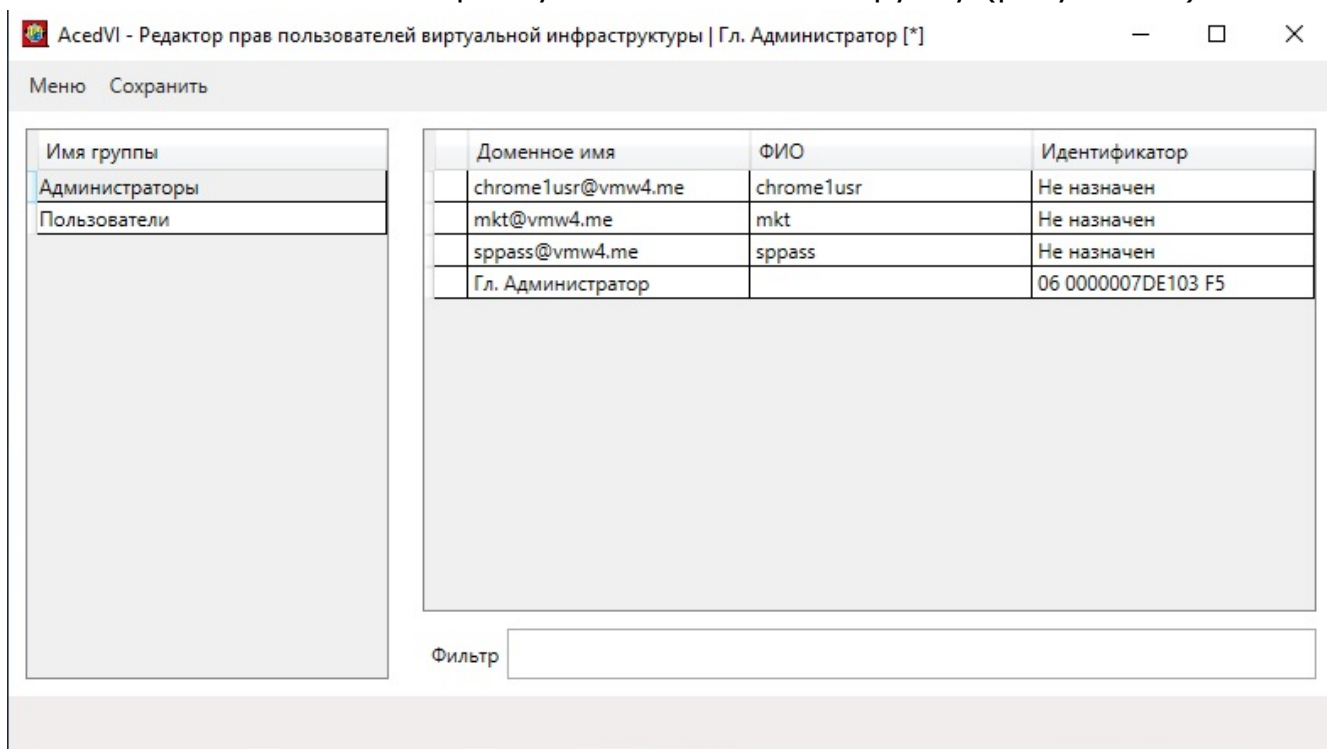 AcedVI - Редактор прав пользователей виртуальной инфраструктуры | Гл. Администратор [*]
Меню Сохранить
Имя группы
Администраторы
Пользователи
Доменное имя ФИО Идентификатор
chrome1usr@vmw4.me chrome1usr Не назначен
mkt@vmw4.me mkt Не назначен
sppass@vmw4.me sppass Не назначен
Гл. Администратор 06 0000007DE103 F5
Фильтр